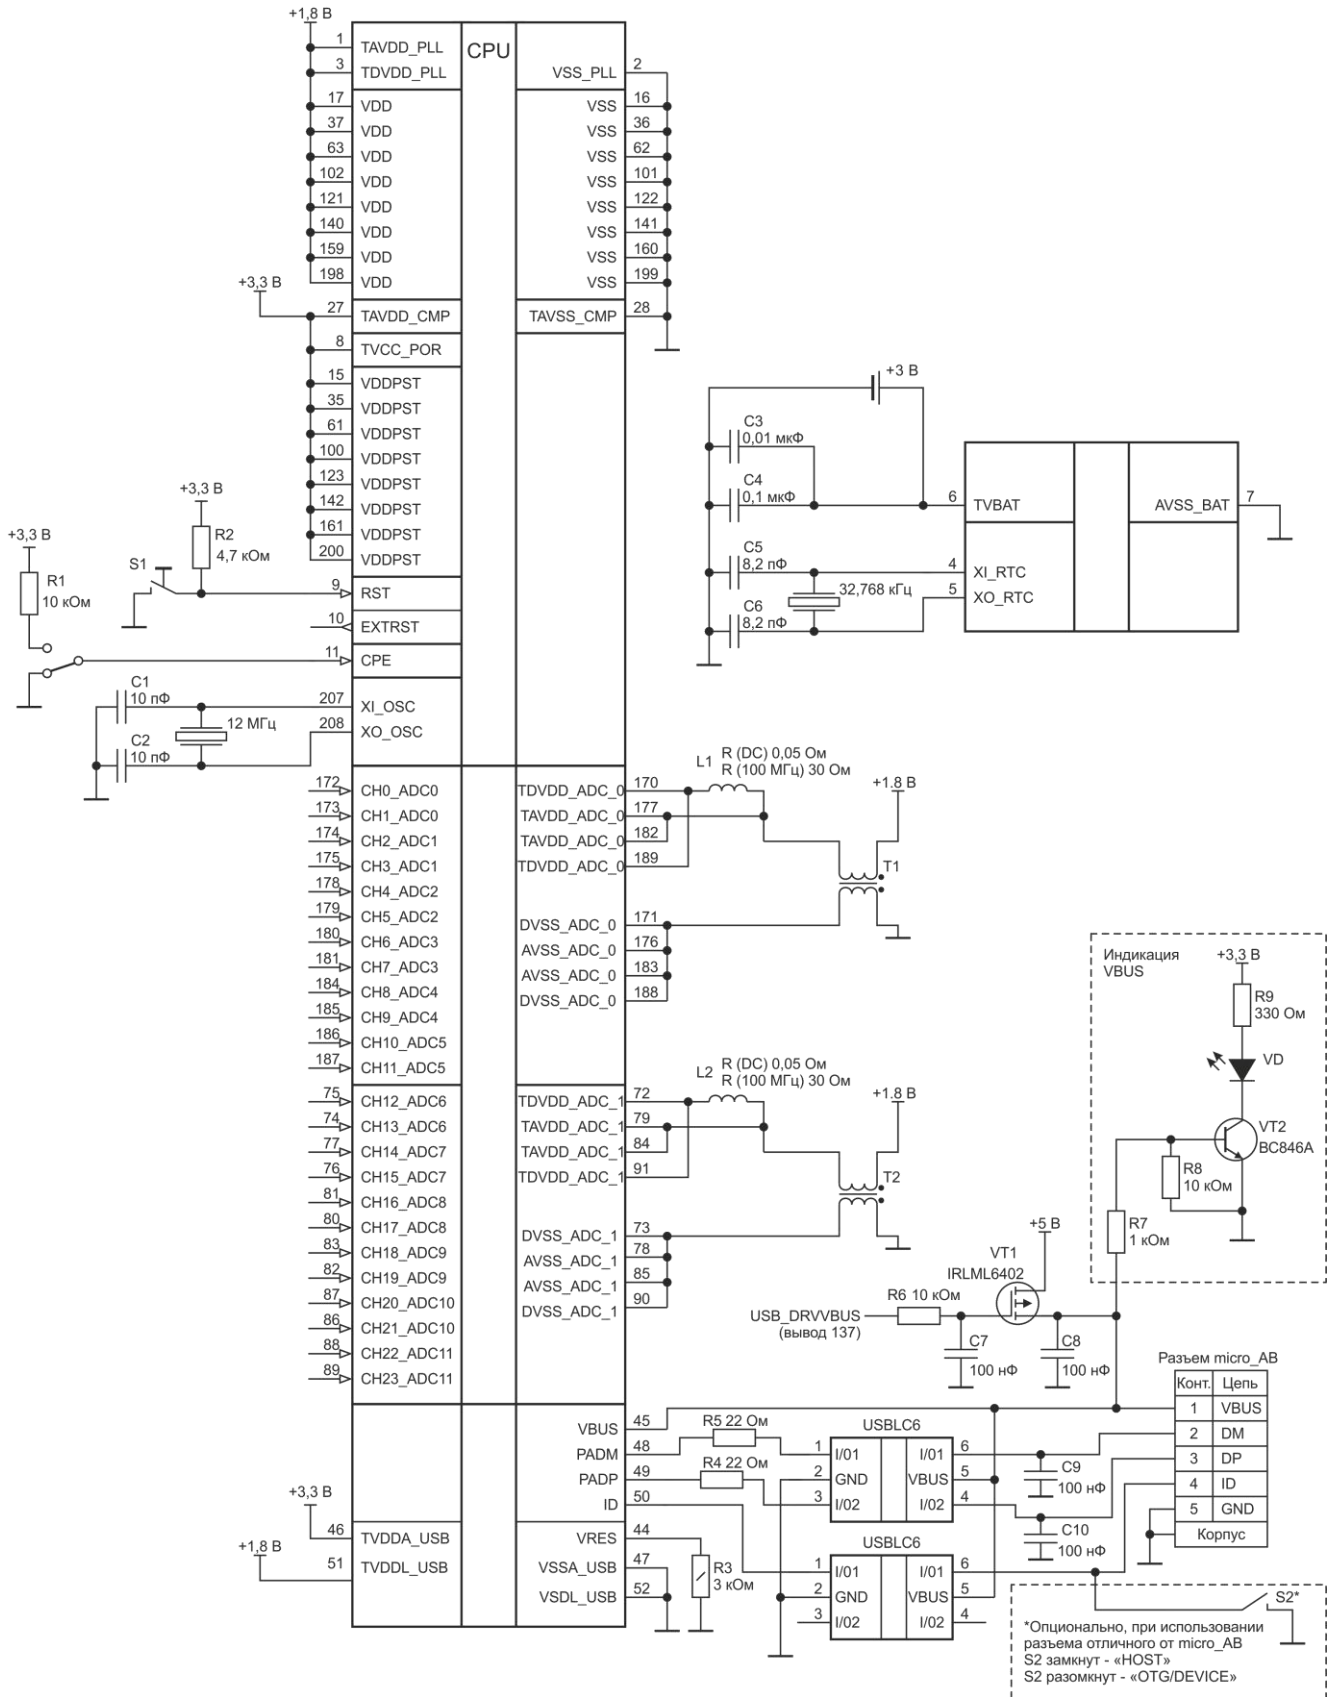 +1,8 В
CPU
1 TAVDD_PLL
3 TDVDD_PLL
VSS_PLL 2
17 VDD
VSS 16
37 VDD
VSS 36
63 VDD
VSS 62
102 VDD
VSS 101
121 VDD
VSS 122
140 VDD
VSS 141
159 VDD
VSS 160
198 VDD
VSS 199
+3,3 В
27 TAVDD_CMP
TAVSS_CMP 28
8 TVCC_POR
15 VDDPST
35 VDDPST
61 VDDPST
100 VDDPST
123 VDDPST
142 VDDPST
161 VDDPST
200 VDDPST
+3,3 В
R2
4,7 кОм
S1
9 RST
10 EXTRST
+3,3 В
R1
10 кОм
11 CPE
C1
10 пФ
C2
10 пФ
12 МГц
207 XI_OSC
208 XO_OSC
+3 В
C3
0,01 мкФ
C4
0,1 мкФ
C5
8,2 пФ
C6
8,2 пФ
32,768 кГц
6 TVBAT
AVSS_BAT 7
4 XI_RTC
5 XO_RTC
172 CH0_ADC0
173 CH1_ADC0
174 CH2_ADC1
175 CH3_ADC1
178 CH4_ADC2
179 CH5_ADC2
180 CH6_ADC3
181 CH7_ADC3
184 CH8_ADC4
185 CH9_ADC4
186 CH10_ADC5
187 CH11_ADC5
TDVDD_ADC_0 170
TAVDD_ADC_0 177
TAVDD_ADC_0 182
TDVDD_ADC_0 189
DVSS_ADC_0 171
AVSS_ADC_0 176
AVSS_ADC_0 183
DVSS_ADC_0 188
L1
R (DC) 0,05 Ом
R (100 МГц) 30 Ом
+1.8 В
T1
75 CH12_ADC6
74 CH13_ADC6
77 CH14_ADC7
76 CH15_ADC7
81 CH16_ADC8
80 CH17_ADC8
83 CH18_ADC9
82 CH19_ADC9
87 CH20_ADC10
86 CH21_ADC10
88 CH22_ADC11
89 CH23_ADC11
TDVDD_ADC_1 72
TAVDD_ADC_1 79
TAVDD_ADC_1 84
TDVDD_ADC_1 91
DVSS_ADC_1 73
AVSS_ADC_1 78
AVSS_ADC_1 85
DVSS_ADC_1 90
L2
R (DC) 0,05 Ом
R (100 МГц) 30 Ом
+1.8 В
T2
Индикация
VBUS
+3,3 В
R9
330 Ом
VD
VT2
BC846A
R8
10 кОм
R7
1 кОм
+5 В
VT1
IRLML6402
R6 10 кОм
USB_DRVVBUS
(вывод 137)
C7
100 нФ
C8
100 нФ
VBUS 45
PADM 48
PADP 49
ID 50
R5 22 Ом
R4 22 Ом
+3,3 В
46 TVDDA_USB
+1,8 В
51 TVDDL_USB
VRES 44
VSSA_USB 47
VSDL_USB 52
R3
3 кОм
USBLC6
1 I/01
2 GND
3 I/02
I/01 6
VBUS 5
I/02 4
USBLC6
1 I/01
2 GND
3 I/02
I/01 6
VBUS 5
I/02 4
C9
100 нФ
C10
100 нФ
Разъем micro_AB
Конт. Цепь
1 VBUS
2 DM
3 DP
4 ID
5 GND
Корпус
S2*
*Опционально, при использовании
разъема отличного от micro_AB
S2 замкнут - «HOST»
S2 разомкнут - «OTG/DEVICE»